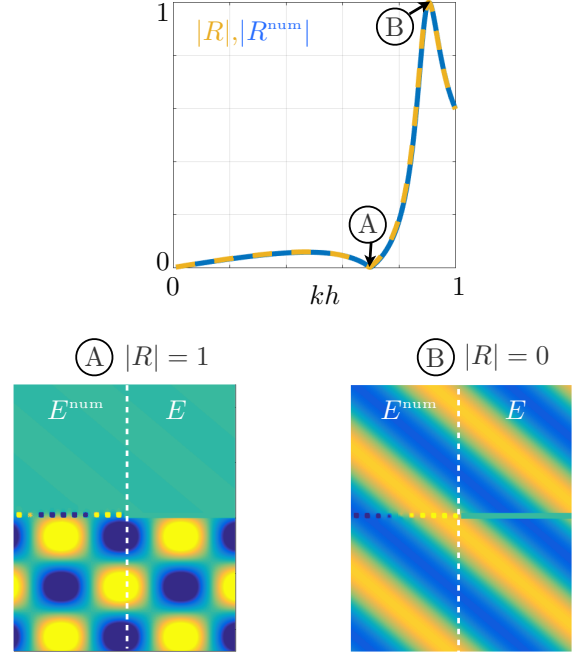 B
1
|R|,|R^num|
A
0
0
kh
1
A |R| = 1
B |R| = 0
E^num E
E^num E